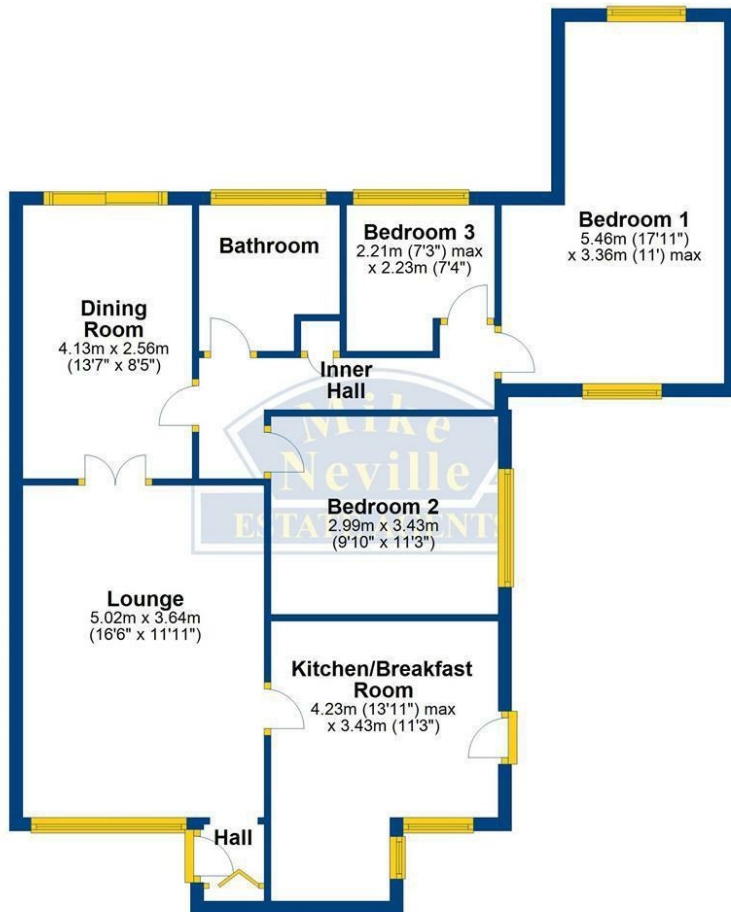 Bedroom 1
5.46m (17'11")
x 3.36m (11') max
Bathroom
Bedroom 3
2.21m (7'3") max
x 2.23m (7'4")
Dining
Room
4.13m x 2.56m
(13'7" x 8'5")
Inner
Hall
Mike
Neville
ESTATE AGENTS
Bedroom 2
2.99m x 3.43m
(9'10" x 11'3")
Lounge
5.02m x 3.64m
(16'6" x 11'11")
Kitchen/Breakfast
Room
4.23m (13'11") max
x 3.43m (11'3")
Hall